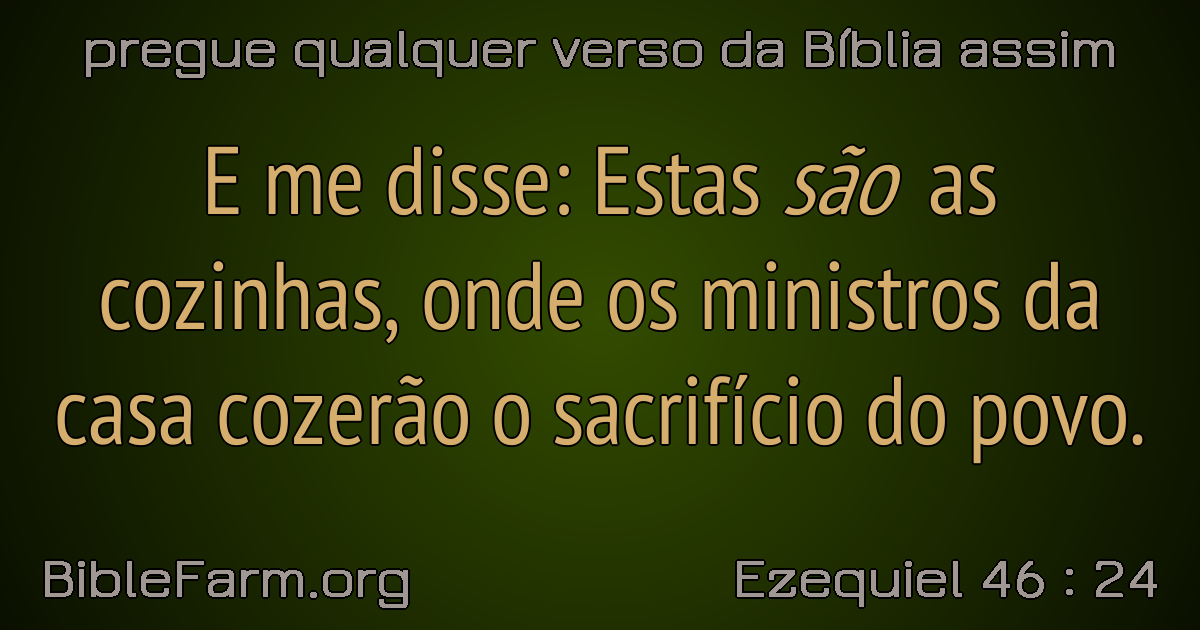 pregue qualquer verso da Bíblia assim
E me disse: Estas são as
cozinhas, onde os ministros da
casa cozerão o sacrifício do povo.
BibleFarm.org
Ezequiel 46 : 24